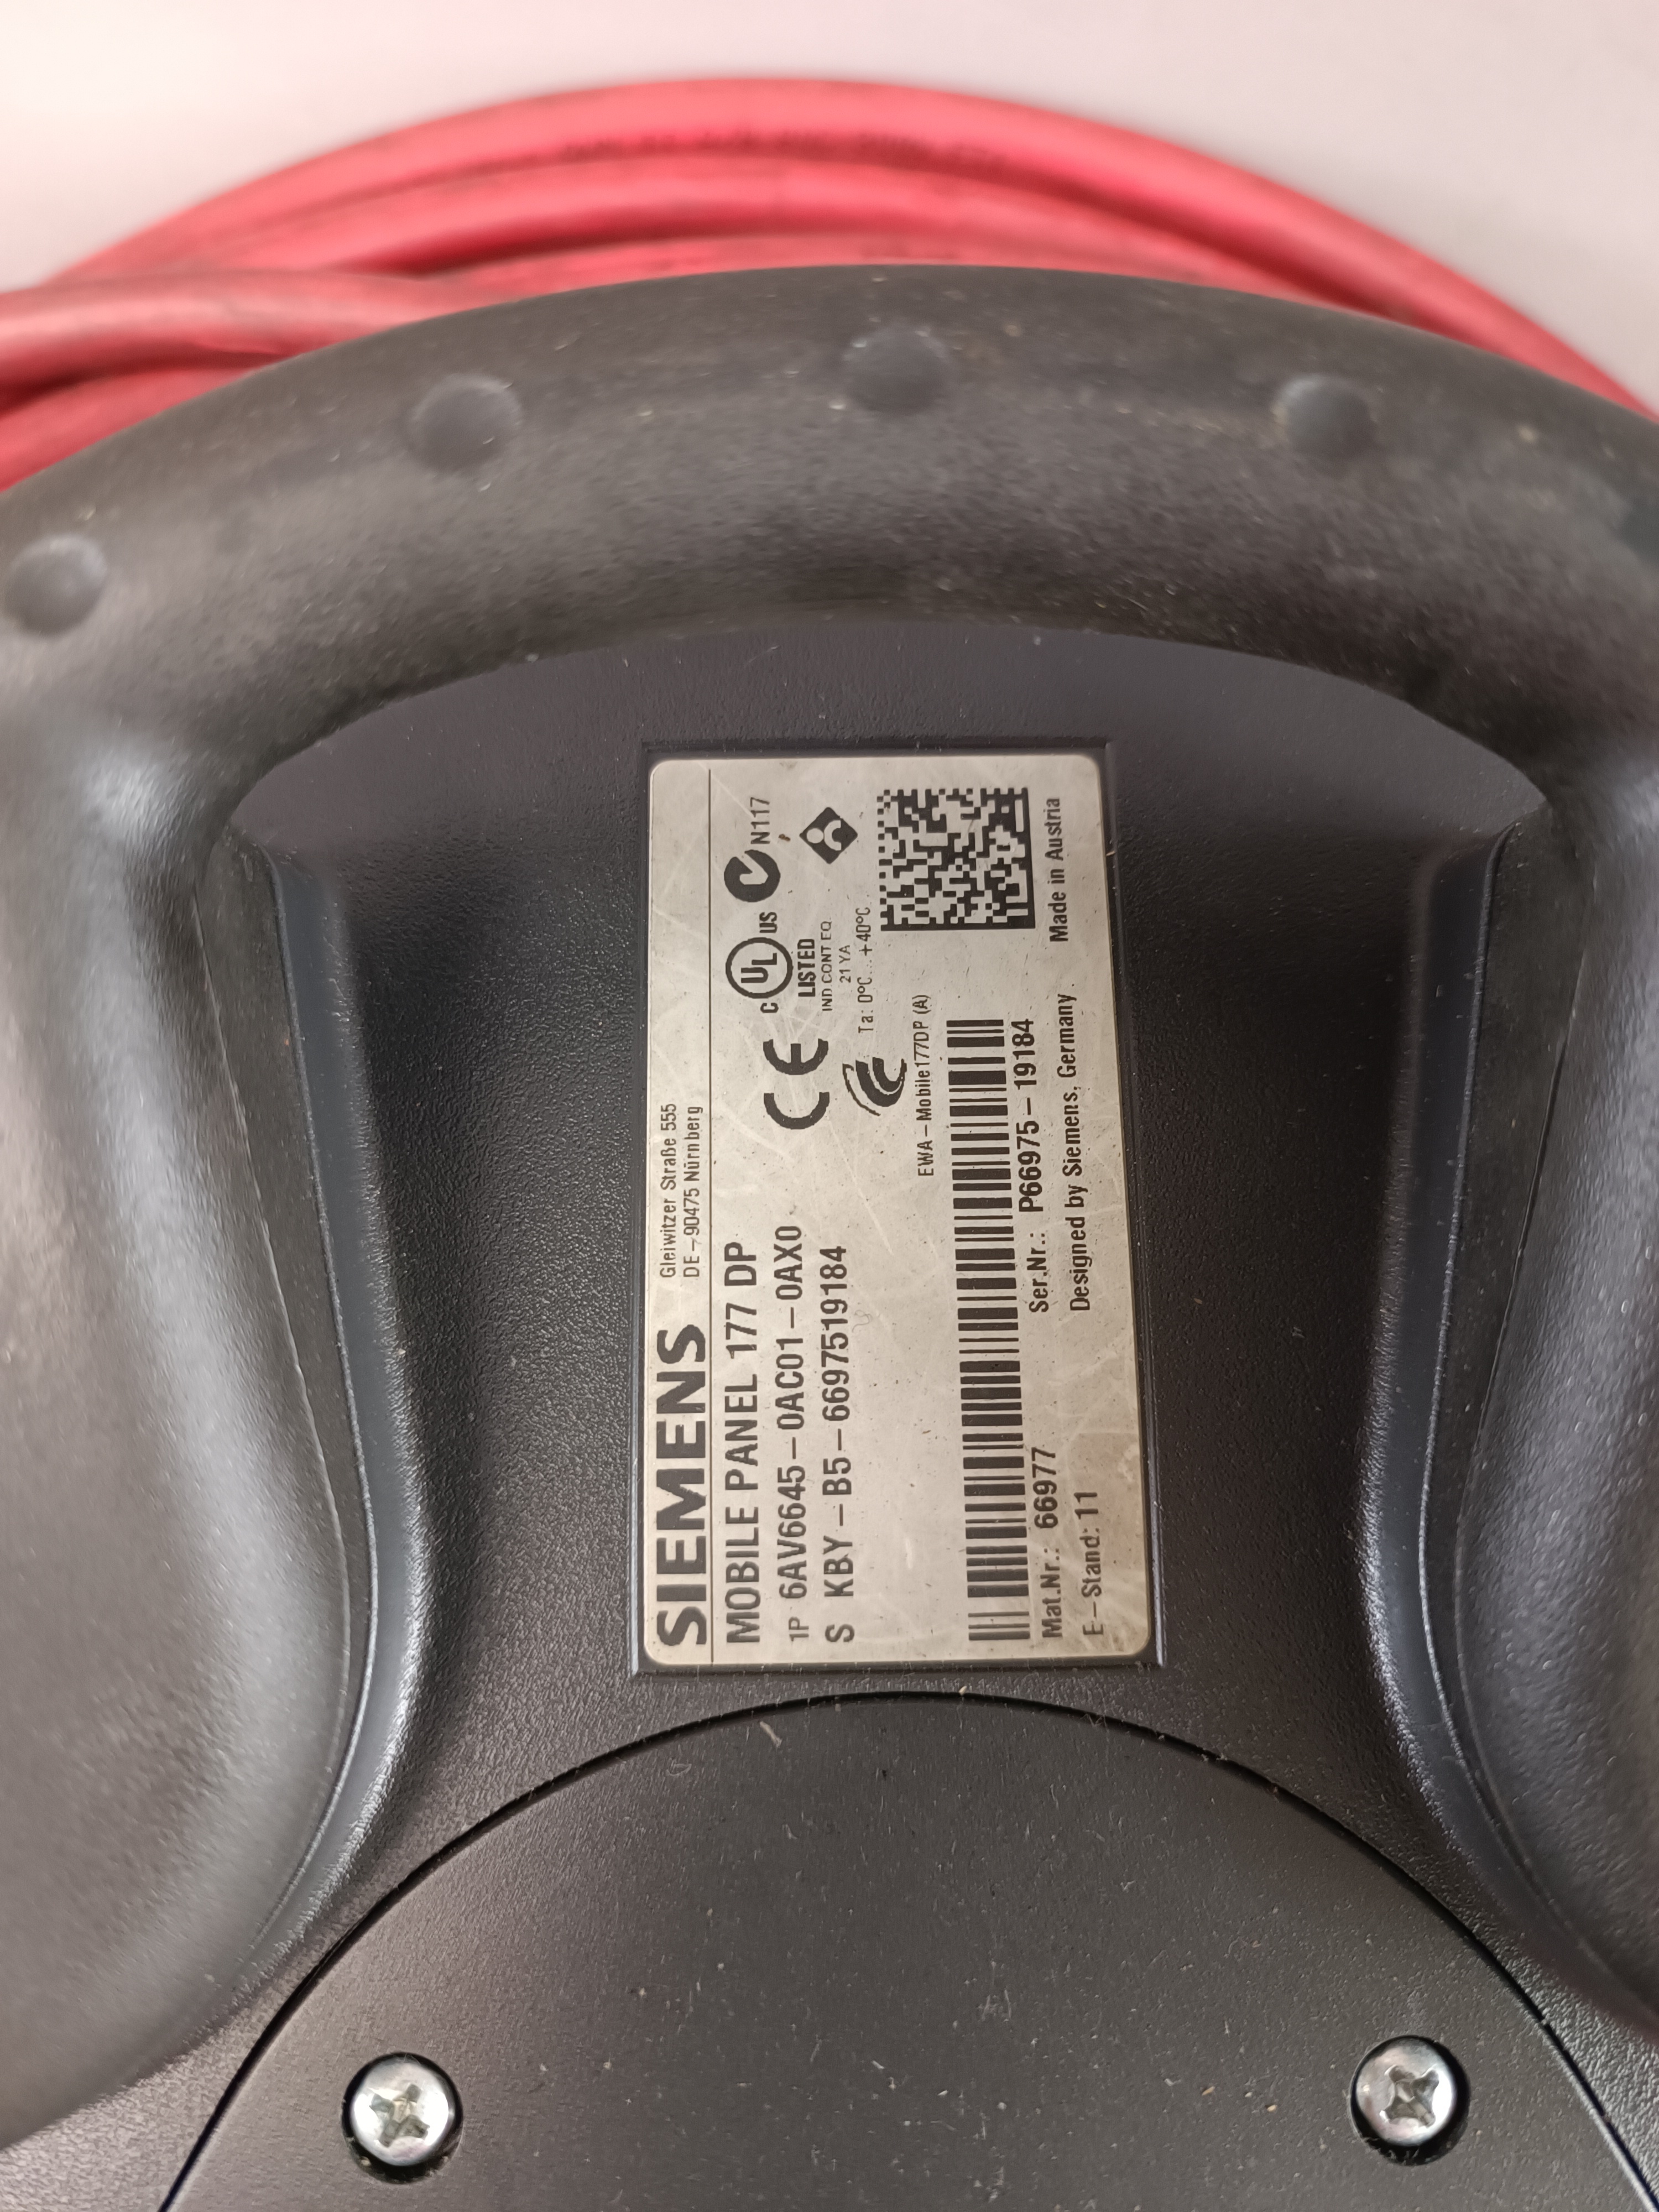 SIEMENS
Gleiwitzer Straße 555
DE-90475 Nürnberg
MOBILE PANEL 177 DP
1P 6AV6645-0AC01-0AX0
S KBY-B5-6697519184
CE
C UL US
LISTED
IND.CONT EQ
21 YA
N117
Ta: 0°C...+40°C
EWA-Mobile177DP (A)
Mat.Nr.: 66977
Ser.Nr.: P66975-19184
E-Stand: 11
Designed by Siemens, Germany
Made in Austria